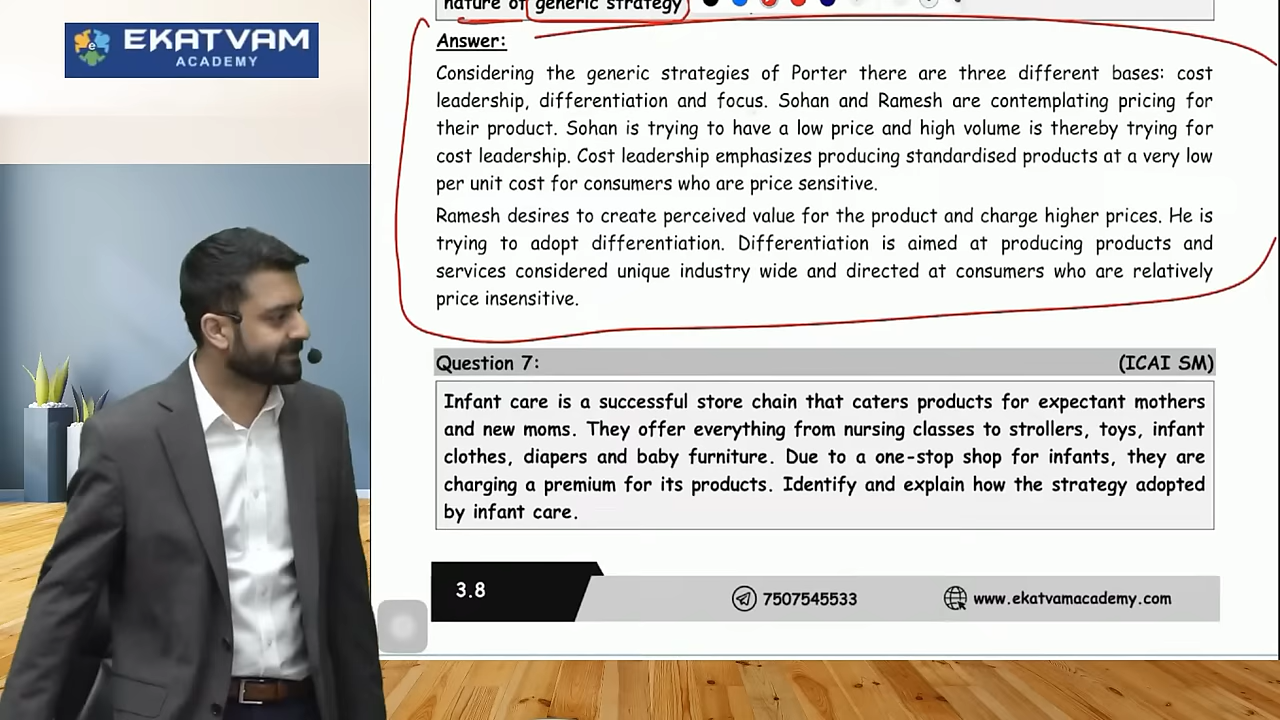 nature of generic strategy
EKATVAM
ACADEMY
Answer:
Considering the generic strategies of Porter there are three different bases: cost
leadership, differentiation and focus. Sohan and Ramesh are contemplating pricing for
their product. Sohan is trying to have a low price and high volume is thereby trying for
cost leadership. Cost leadership emphasizes producing standardised products at a very low
per unit cost for consumers who are price sensitive.
Ramesh desires to create perceived value for the product and charge higher prices. He is
trying to adopt differentiation. Differentiation is aimed at producing products and
services considered unique industry wide and directed at consumers who are relatively
price insensitive.
Question 7: (ICAI SM)
Infant care is a successful store chain that caters products for expectant mothers
and new moms. They offer everything from nursing classes to strollers, toys, infant
clothes, diapers and baby furniture. Due to a one-stop shop for infants, they are
charging a premium for its products. Identify and explain how the strategy adopted
by infant care.
3.8
7507545533
www.ekatvamacademy.com